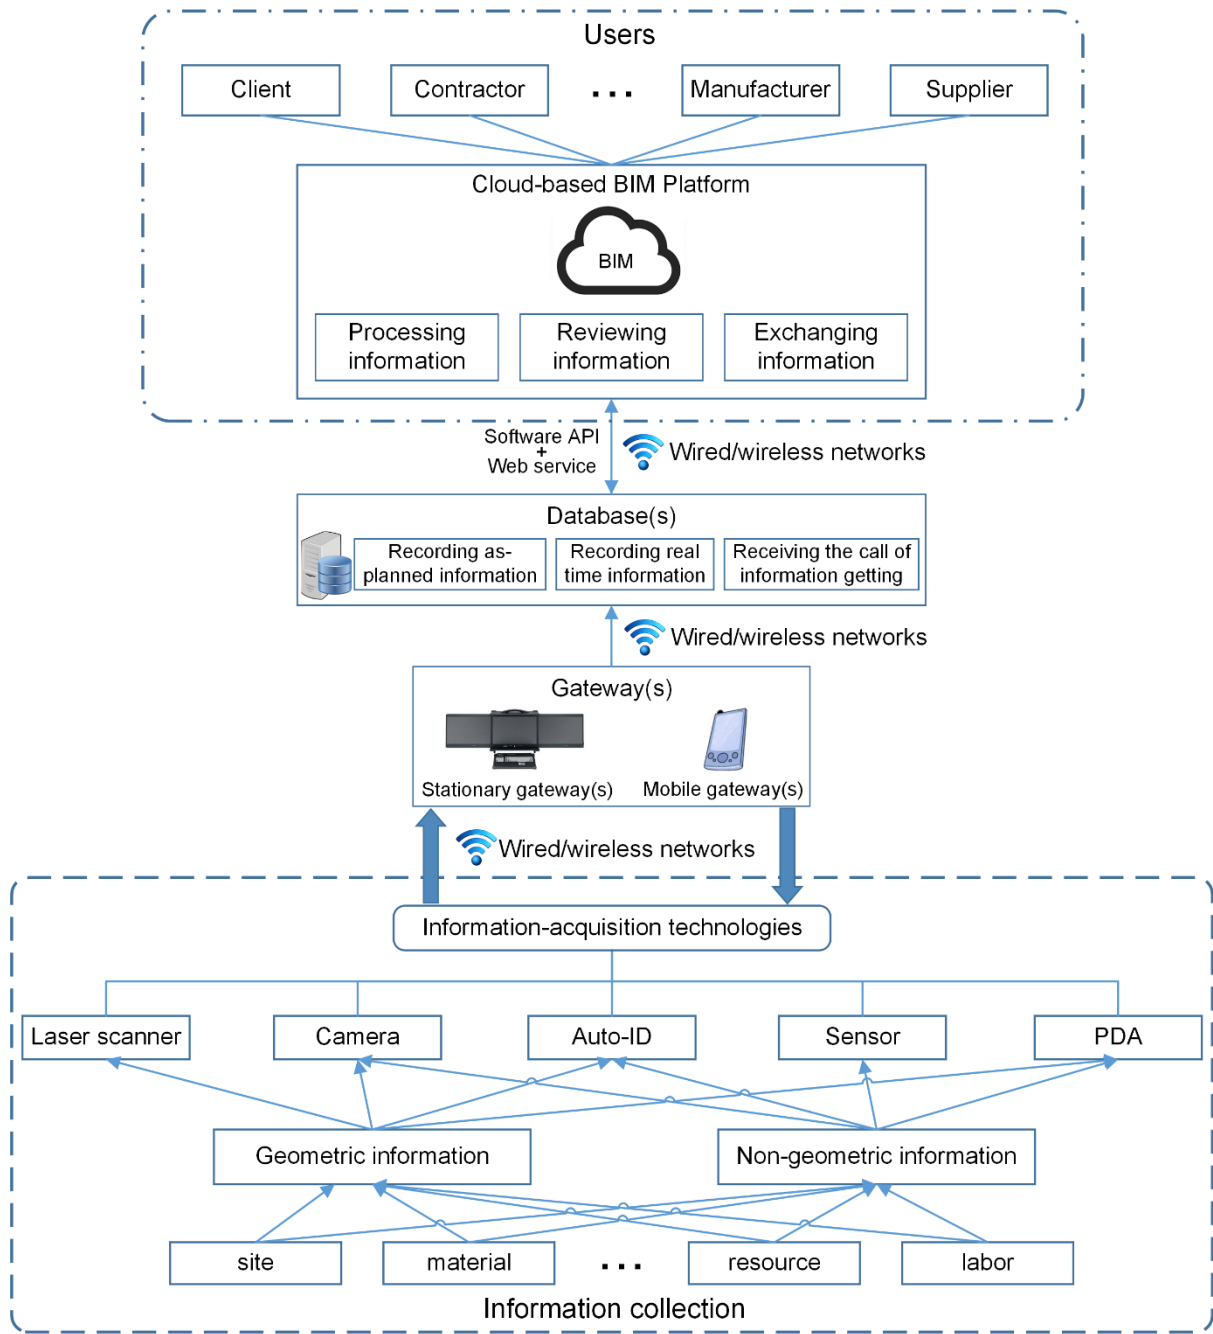 Users
Client
Contractor
...
Manufacturer
Supplier
Cloud-based BIM Platform
BIM
Processing
information
Reviewing
information
Exchanging
information
Software API
+
Web service
Wired/wireless networks
Database(s)
Recording as-
planned information
Recording real
time information
Receiving the call of
information getting
Wired/wireless networks
Gateway(s)
Stationary gateway(s)
Mobile gateway(s)
Wired/wireless networks
Information-acquisition technologies
Laser scanner
Camera
Auto-ID
Sensor
PDA
Geometric information
Non-geometric information
site
material
...
resource
labor
Information collection